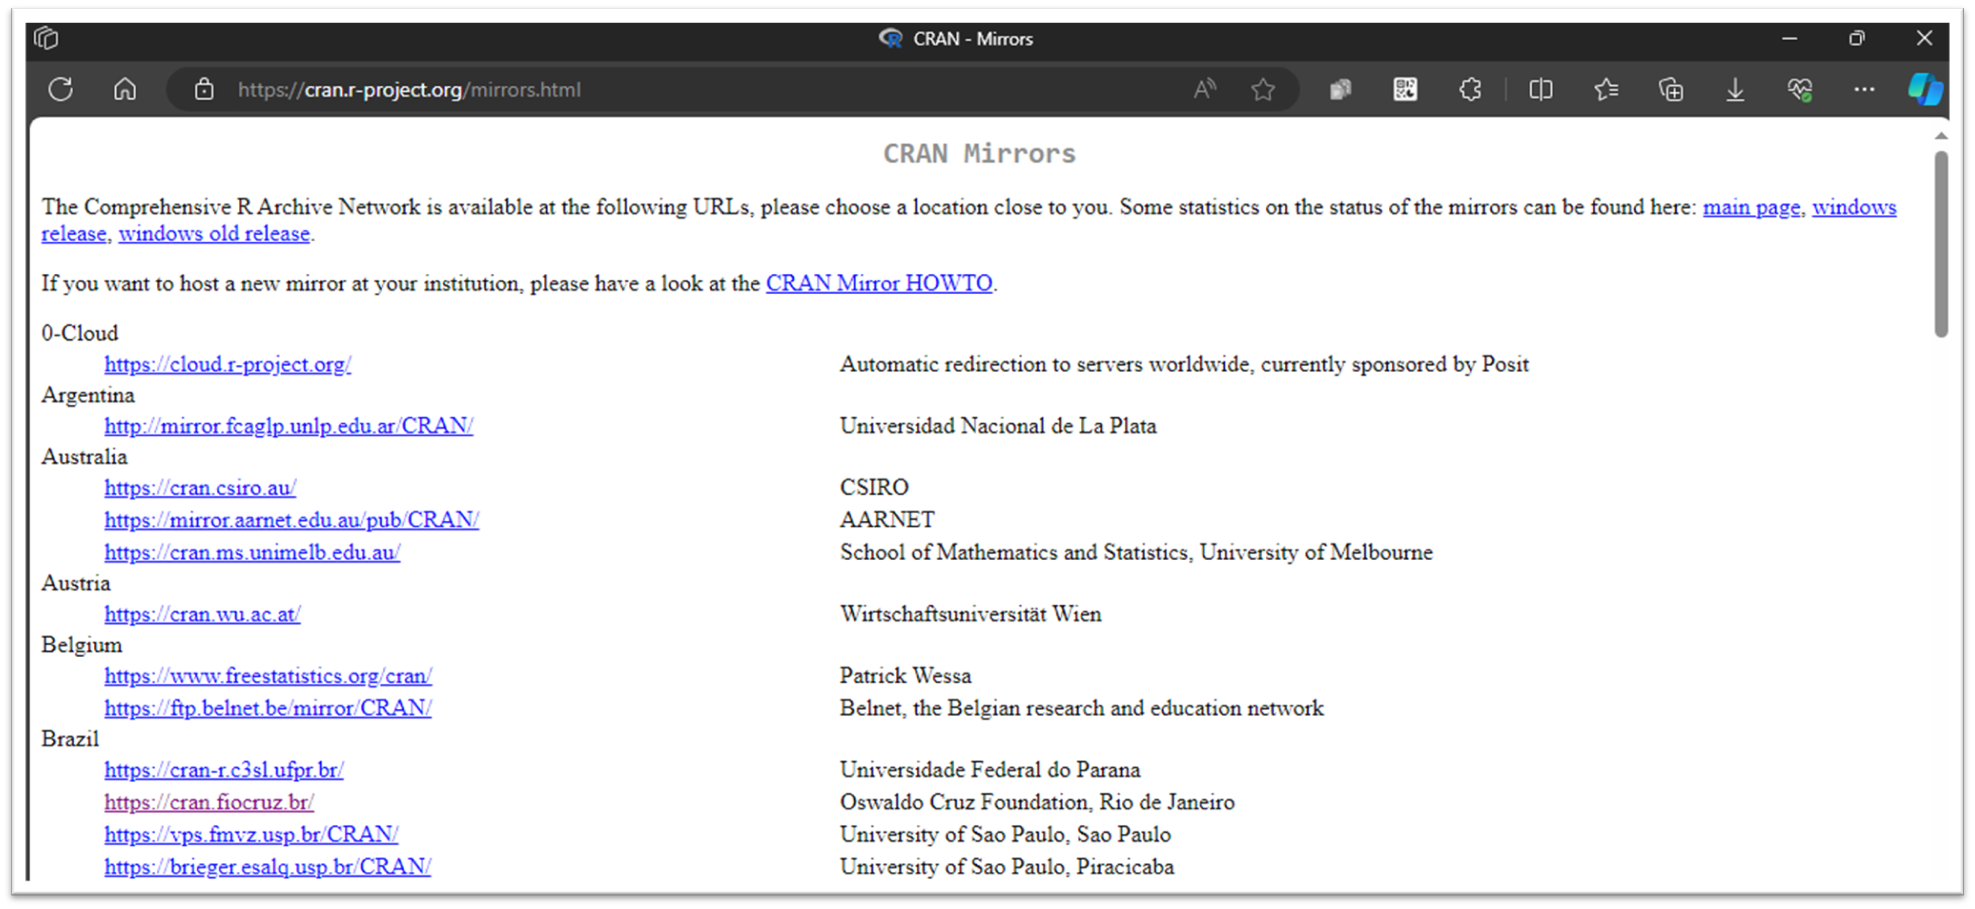 CRAN - Mirrors
https://cran.r-project.org/mirrors.html
CRAN Mirrors
The Comprehensive R Archive Network is available at the following URLs, please choose a location close to you. Some statistics on the status of the mirrors can be found here: main page, windows
release, windows old release.
If you want to host a new mirror at your institution, please have a look at the CRAN Mirror HOWTO.
0-Cloud
https://cloud.r-project.org/ Automatic redirection to servers worldwide, currently sponsored by Posit
Argentina
http://mirror.fcaglp.unlp.edu.ar/CRAN/ Universidad Nacional de La Plata
Australia
https://cran.csiro.au/ CSIRO
https://mirror.aarnet.edu.au/pub/CRAN/ AARNET
https://cran.ms.unimelb.edu.au/ School of Mathematics and Statistics, University of Melbourne
Austria
https://cran.wu.ac.at/ Wirtschaftsuniversität Wien
Belgium
https://www.freestatistics.org/cran/ Patrick Wessa
https://ftp.belnet.be/mirror/CRAN/ Belnet, the Belgian research and education network
Brazil
https://cran-r.c3sl.ufpr.br/ Universidade Federal do Parana
https://cran.fiocruz.br/ Oswaldo Cruz Foundation, Rio de Janeiro
https://vps.fmvz.usp.br/CRAN/ University of Sao Paulo, Sao Paulo
https://brieger.esalq.usp.br/CRAN/ University of Sao Paulo, Piracicaba